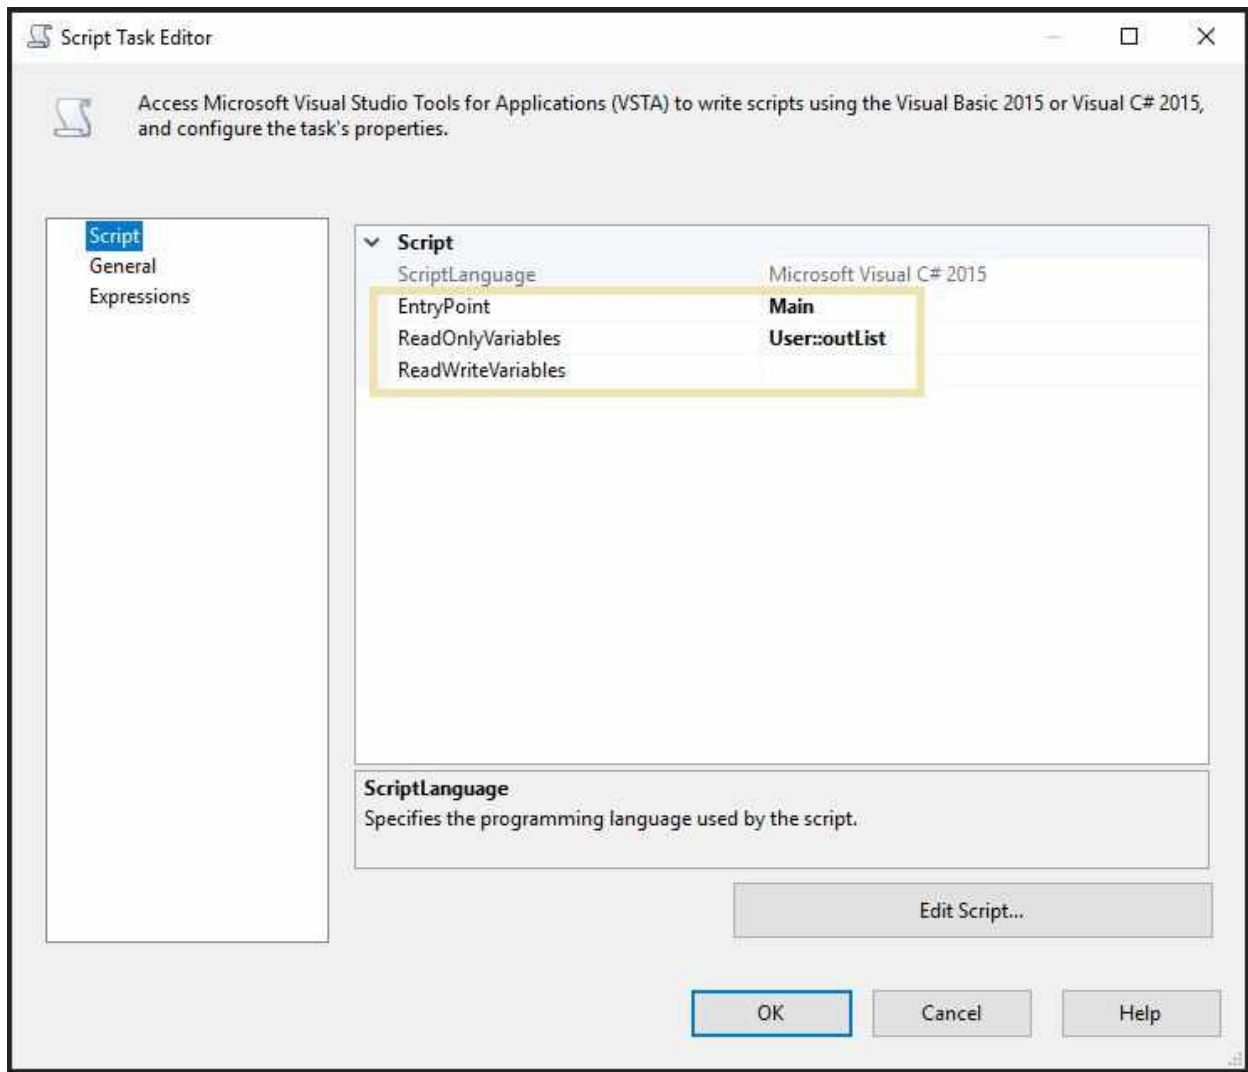 Script Task Editor
Access Microsoft Visual Studio Tools for Applications (VSTA) to write scripts using the Visual Basic 2015 or Visual C# 2015,
and configure the task's properties.
Script
General
Expressions
Script
ScriptLanguage Microsoft Visual C# 2015
EntryPoint Main
ReadOnlyVariables User::outList
ReadWriteVariables
ScriptLanguage
Specifies the programming language used by the script.
Edit Script...
OK Cancel Help